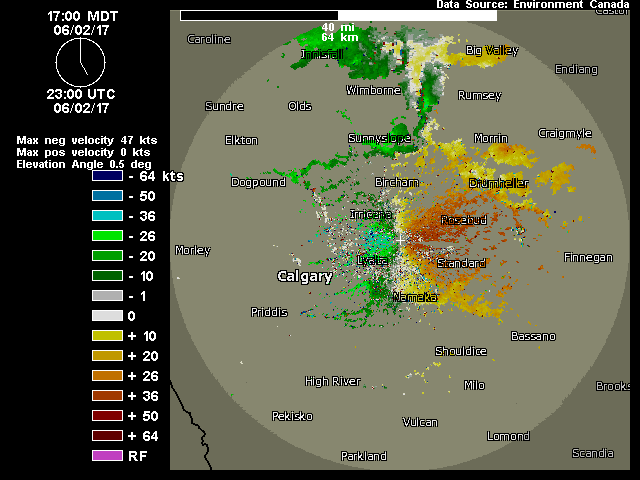 17:00 MDT
06/02/17
23:00 UTC
06/02/17
Max neg velocity 47 kts
Max pos velocity 0 kts
Elevation Angle 0.5 deg
- 64 kts
- 50
- 36
- 26
- 20
- 10
- 1
0
+ 10
+ 20
+ 26
+ 36
+ 50
+ 64
RF
Data Source: Environment Canada
Castor
40 mi
64 km
Caroline
Innisfail
Big Valley
Endiang
Wimborne
Rumsey
Sundre
Olds
Craigmyle
Elkton
Sunnyslope
Morrin
Dogpound
Bircham
Drumheller
Irricana
Rosebud
Morley
Lyalta
Standard
Finnegan
Calgary
Namaka
Priddis
Bassano
Shouldice
High River
Milo
Brooks
Pekisko
Vulcan
Lomond
Parkland
Scandia